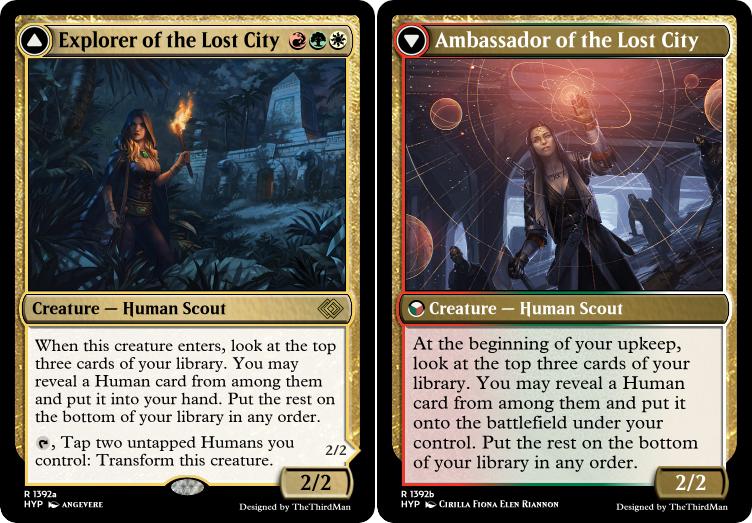 Explorer of the Lost City
Creature — Human Scout
When this creature enters, look at the top
three cards of your library. You may
reveal a Human card from among them
and put it into your hand. Put the rest on
the bottom of your library in any order.
, Tap two untapped Humans you
control: Transform this creature.
2/2
2/2
R 1392a
HYP ANGEVERE
Designed by TheThirdMan
Ambassador of the Lost City
Creature — Human Scout
At the beginning of your upkeep,
look at the top three cards of your
library. You may reveal a Human
card from among them and put it
onto the battlefield under your
control. Put the rest on the bottom
of your library in any order.
2/2
R 1392b
HYP CIRILLA FIONA ELEN RIANNON
Designed by TheThirdMan